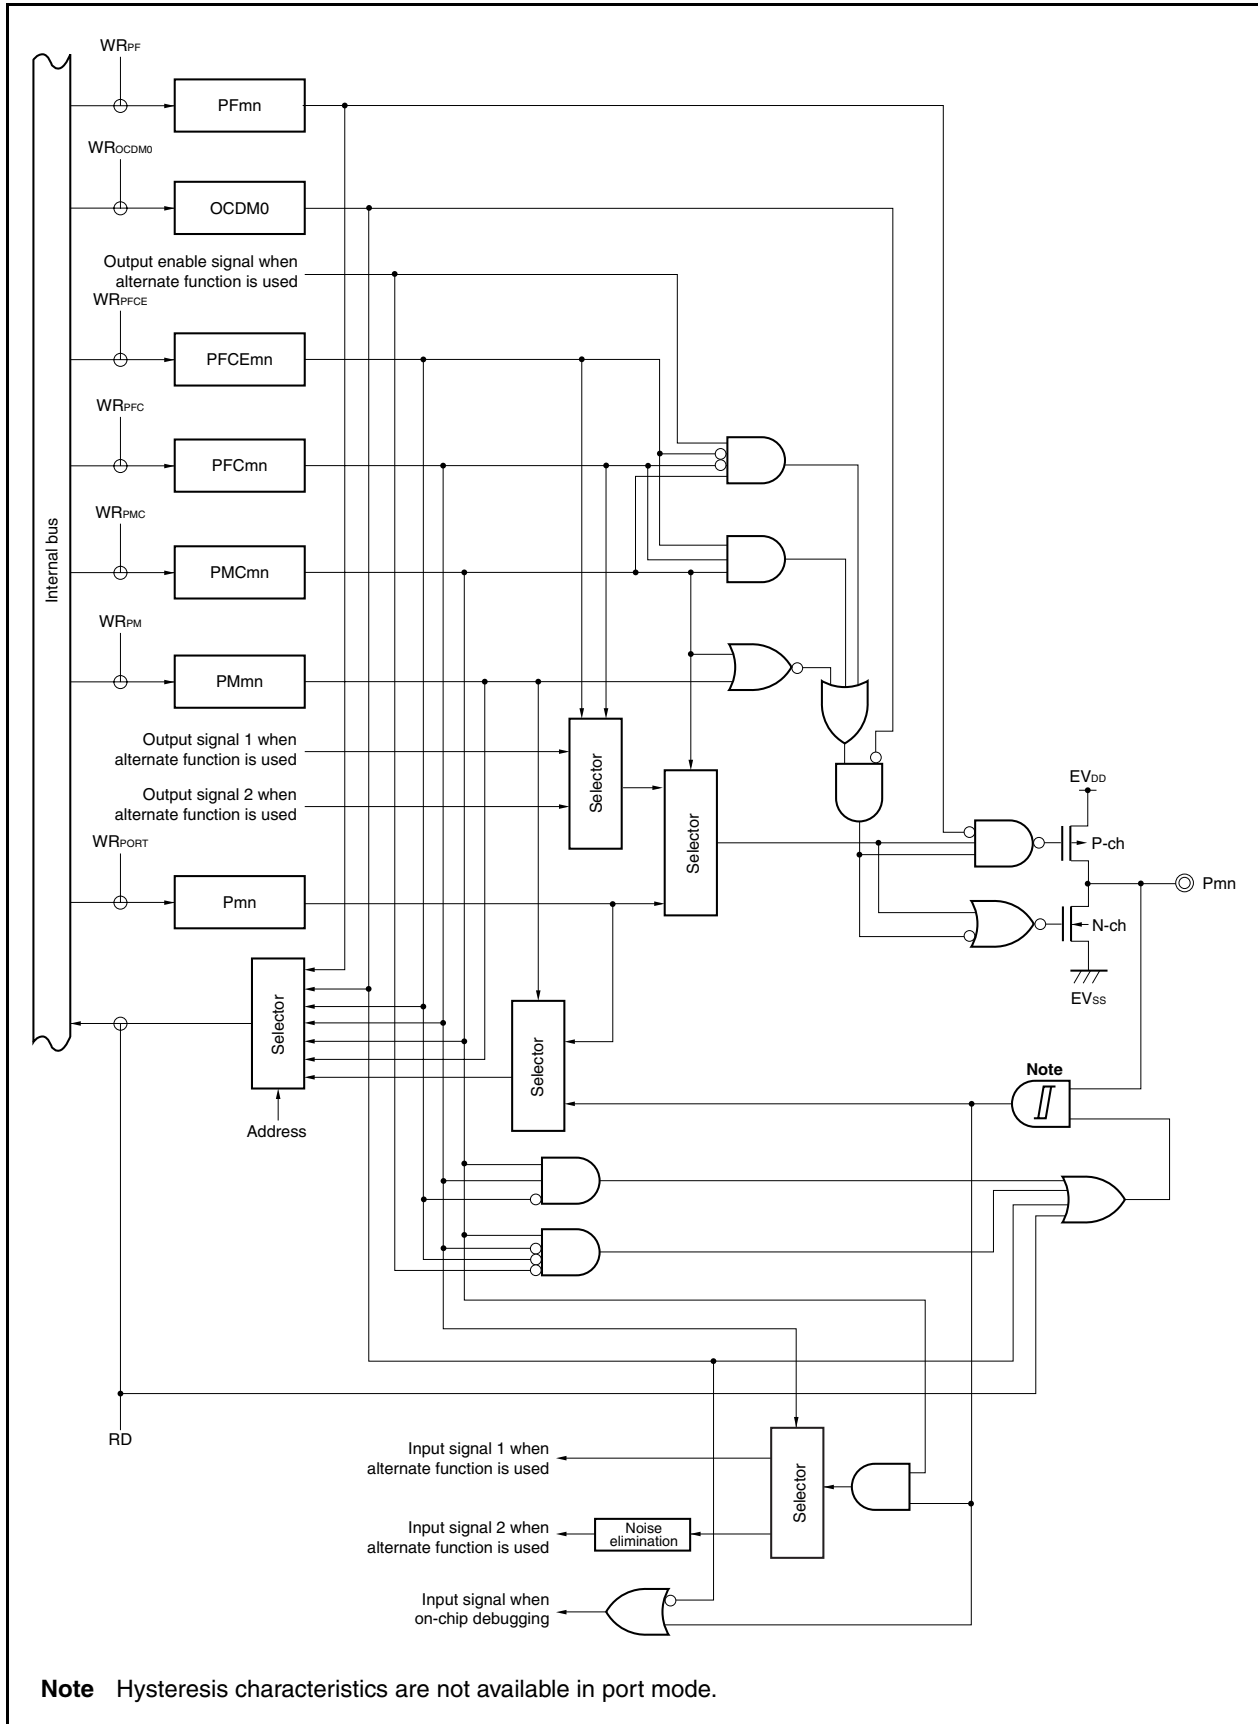 WRPF
PFmn
WROCDM0
OCDM0
Output enable signal when
alternate function is used
WRPFCE
PFCEmn
WRPFC
PFCmn
Internal bus
WRPMC
PMCmn
WRPM
PMmn
Output signal 1 when
alternate function is used
Output signal 2 when
alternate function is used
Selector
Selector
WRPORT
Pmn
EVDD
P-ch
Pmn
N-ch
EVSS
Selector
Selector
Address
Note
RD
Input signal 1 when
alternate function is used
Selector
Input signal 2 when
alternate function is used
Noise
elimination
Input signal when
on-chip debugging
Note Hysteresis characteristics are not available in port mode.